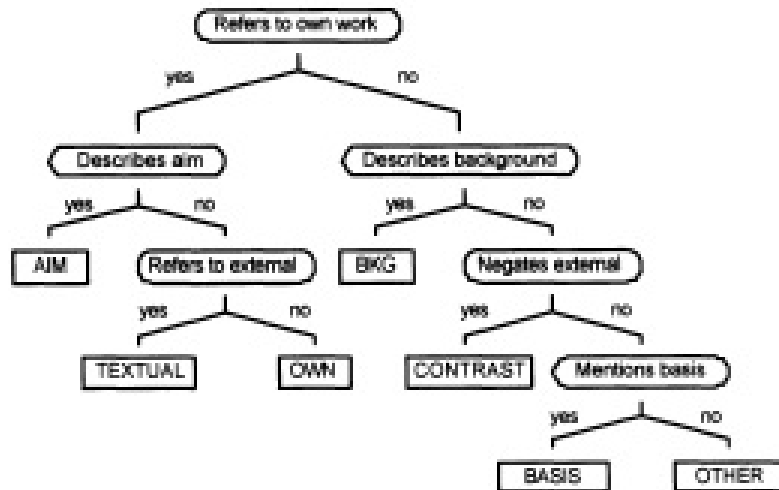 Refers to own work
yes no
Describes aim Describes background
yes no yes no
AIM Refers to external BKG Negates external
yes no yes no
TEXTUAL OWN CONTRAST Mentions basis
yes no
BASIS OTHER